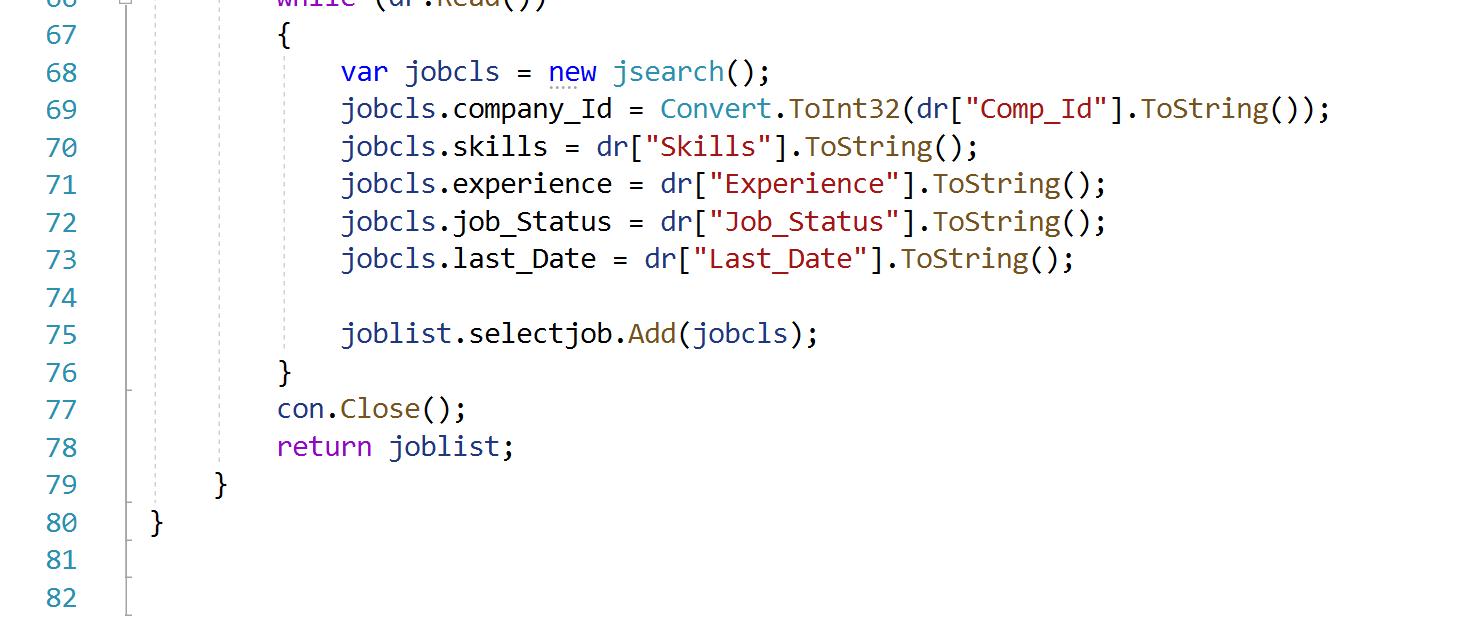 66 while (dr.Read())
67 {
68 var jobcls = new jsearch();
69 jobcls.company_Id = Convert.ToInt32(dr["Comp_Id"].ToString());
70 jobcls.skills = dr["Skills"].ToString();
71 jobcls.experience = dr["Experience"].ToString();
72 jobcls.job_Status = dr["Job_Status"].ToString();
73 jobcls.last_Date = dr["Last_Date"].ToString();
74
75 joblist.selectjob.Add(jobcls);
76 }
77 con.Close();
78 return joblist;
79 }
80 }
81
82